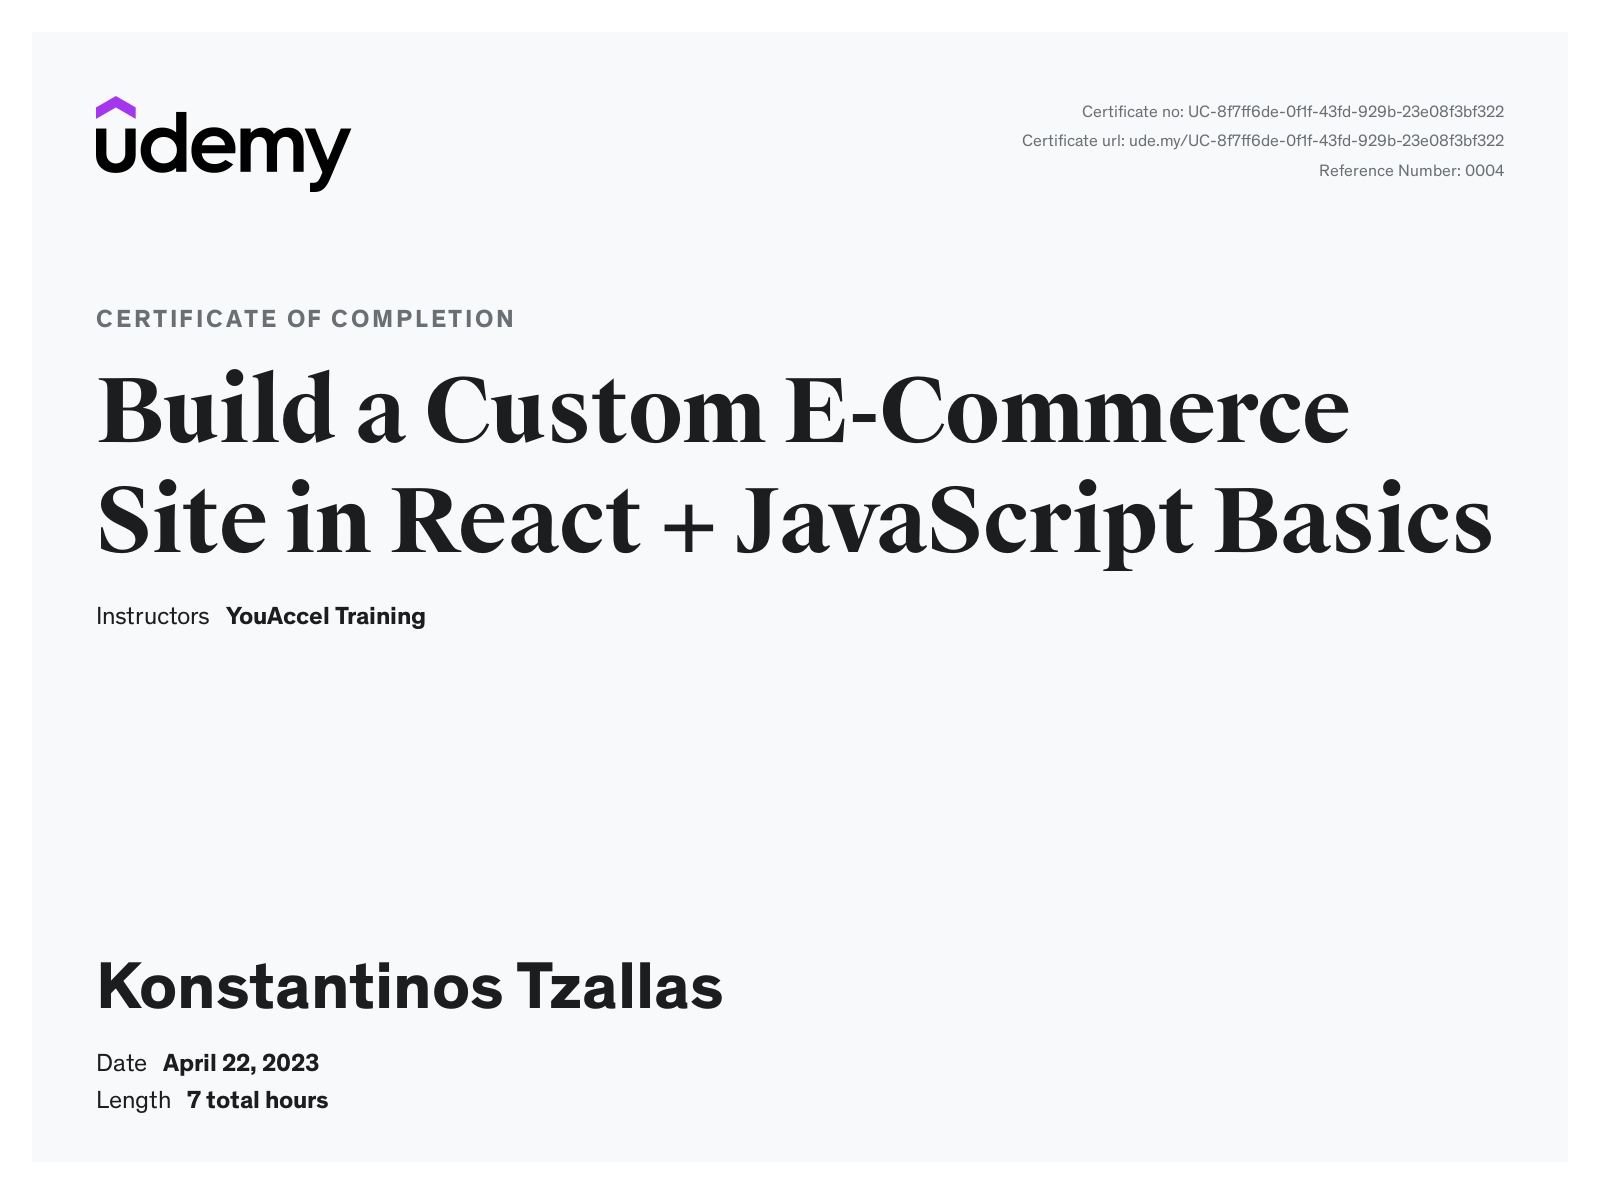 udemy
Certificate no: UC-8f7ff6de-0f1f-43fd-929b-23e08f3bf322
Certificate url: ude.my/UC-8f7ff6de-0f1f-43fd-929b-23e08f3bf322
Reference Number: 0004
CERTIFICATE OF COMPLETION
Build a Custom E-Commerce
Site in React + JavaScript Basics
Instructors YouAccel Training
Konstantinos Tzallas
Date April 22, 2023
Length 7 total hours